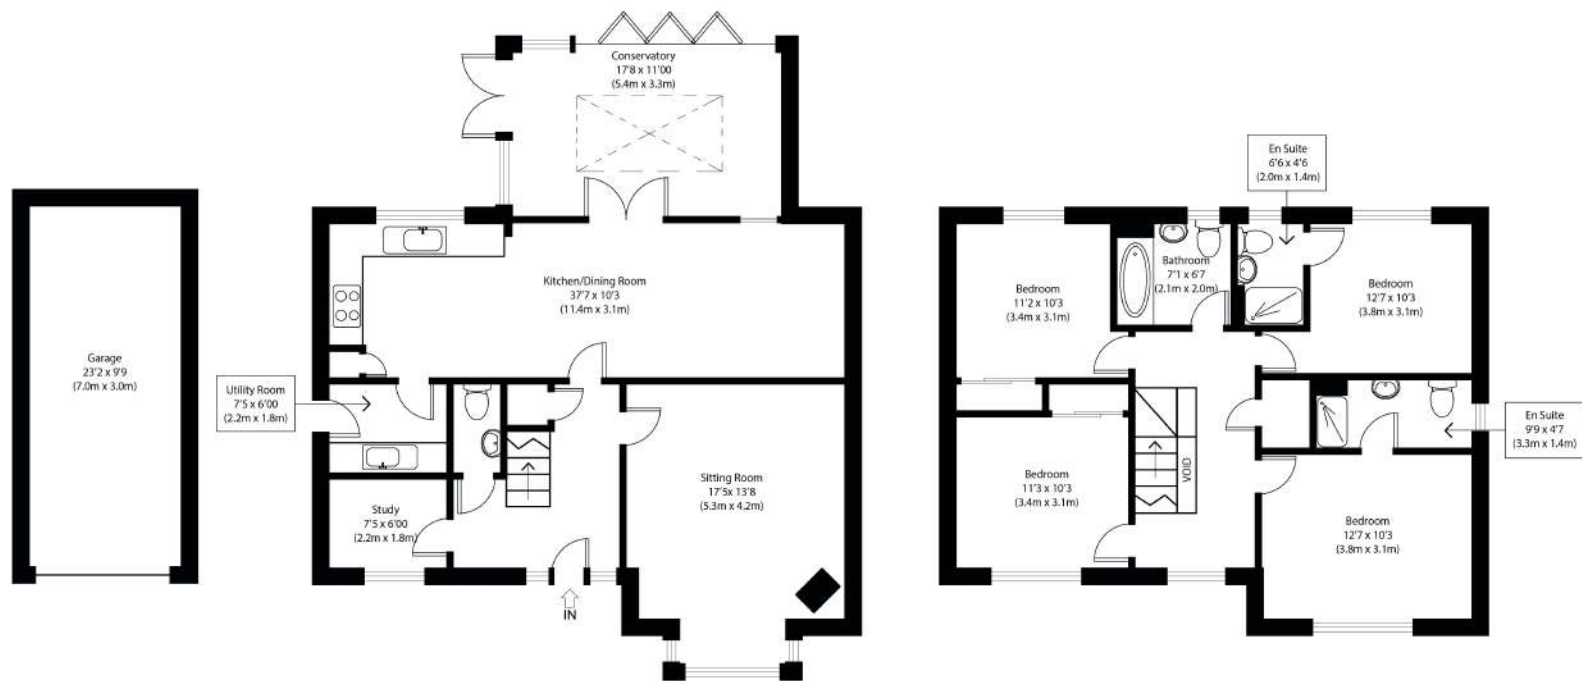 Conservatory
17'8 x 11'00
(5.4m x 3.3m)
Kitchen/Dining Room
37'7 x 10'3
(11.4m x 3.1m)
Garage
23'2 x 9'9
(7.0m x 3.0m)
Utility Room
7'5 x 6'00
(2.2m x 1.8m)
Study
7'5 x 6'00
(2.2m x 1.8m)
Sitting Room
17'5x 13'8
(5.3m x 4.2m)
IN
En Suite
6'6 x 4'6
(2.0m x 1.4m)
Bedroom
11'2 x 10'3
(3.4m x 3.1m)
Bathroom
7'1 x 6'7
(2.1m x 2.0m)
Bedroom
12'7 x 10'3
(3.8m x 3.1m)
En Suite
9'9 x 4'7
(3.3m x 1.4m)
VOID
Bedroom
11'3 x 10'3
(3.4m x 3.1m)
Bedroom
12'7 x 10'3
(3.8m x 3.1m)